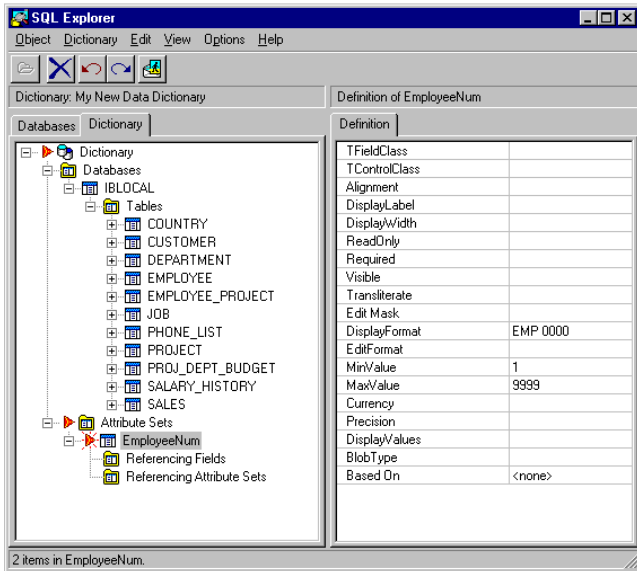 SQL Explorer
Object Dictionary Edit View Options Help
Dictionary: My New Data Dictionary
Definition of EmployeeNum
Databases Dictionary
Definition
Dictionary
Databases
IBLOCAL
Tables
COUNTRY
CUSTOMER
DEPARTMENT
EMPLOYEE
EMPLOYEE_PROJECT
JOB
PHONE_LIST
PROJECT
PROJ_DEPT_BUDGET
SALARY_HISTORY
SALES
Attribute Sets
EmployeeNum
Referencing Fields
Referencing Attribute Sets
TFieldClass
TControlClass
Alignment
DisplayLabel
DisplayWidth
ReadOnly
Required
Visible
Transliterate
Edit Mask
DisplayFormat EMP 0000
EditFormat
MinValue 1
MaxValue 9999
Currency
Precision
DisplayValues
BlobType
Based On <none>
2 items in EmployeeNum.